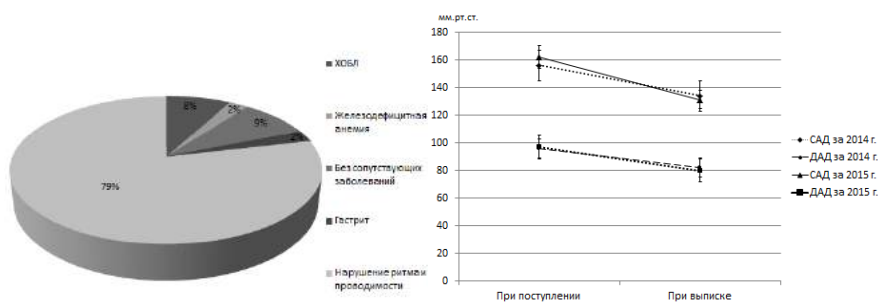 8%
2%
9%
2%
79%
ХОБЛ
Железодефицитная
анемия
Без сопутствующих
заболеваний
Гастрит
Нарушение ритма и
проводимости
мм.рт.ст.
180
160
140
120
100
80
60
40
20
0
При поступлении
При выписке
САД за 2014 г.
ДАД за 2014 г.
САД за 2015 г.
ДАД за 2015 г.